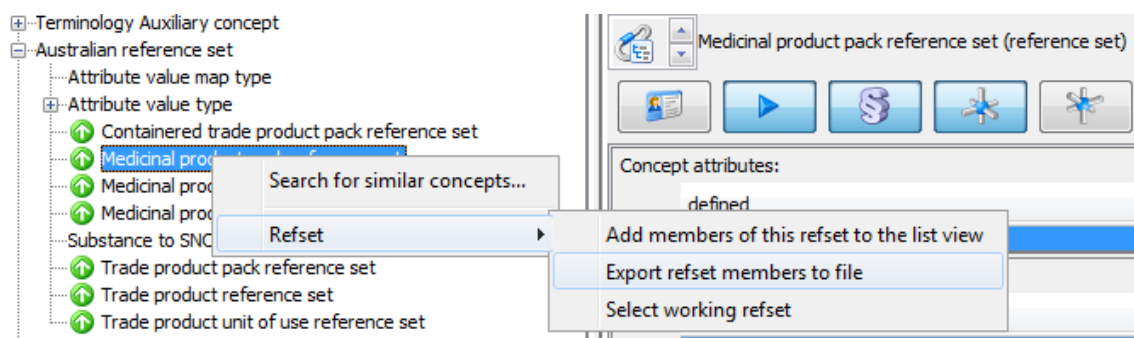 Terminology Auxiliary concept
Australian reference set
Attribute value map type
Attribute value type
Containered trade product pack reference set
Medicinal
Medicinal
Medicinal
Substance to
Trade product pack reference set
Trade product reference set
Trade product unit of use reference set
Search for similar concepts...
Refset
Add members of this refset to the list view
Export refset members to file
Select working refset
Medicinal product pack reference set (reference set)
Concept attributes:
defined